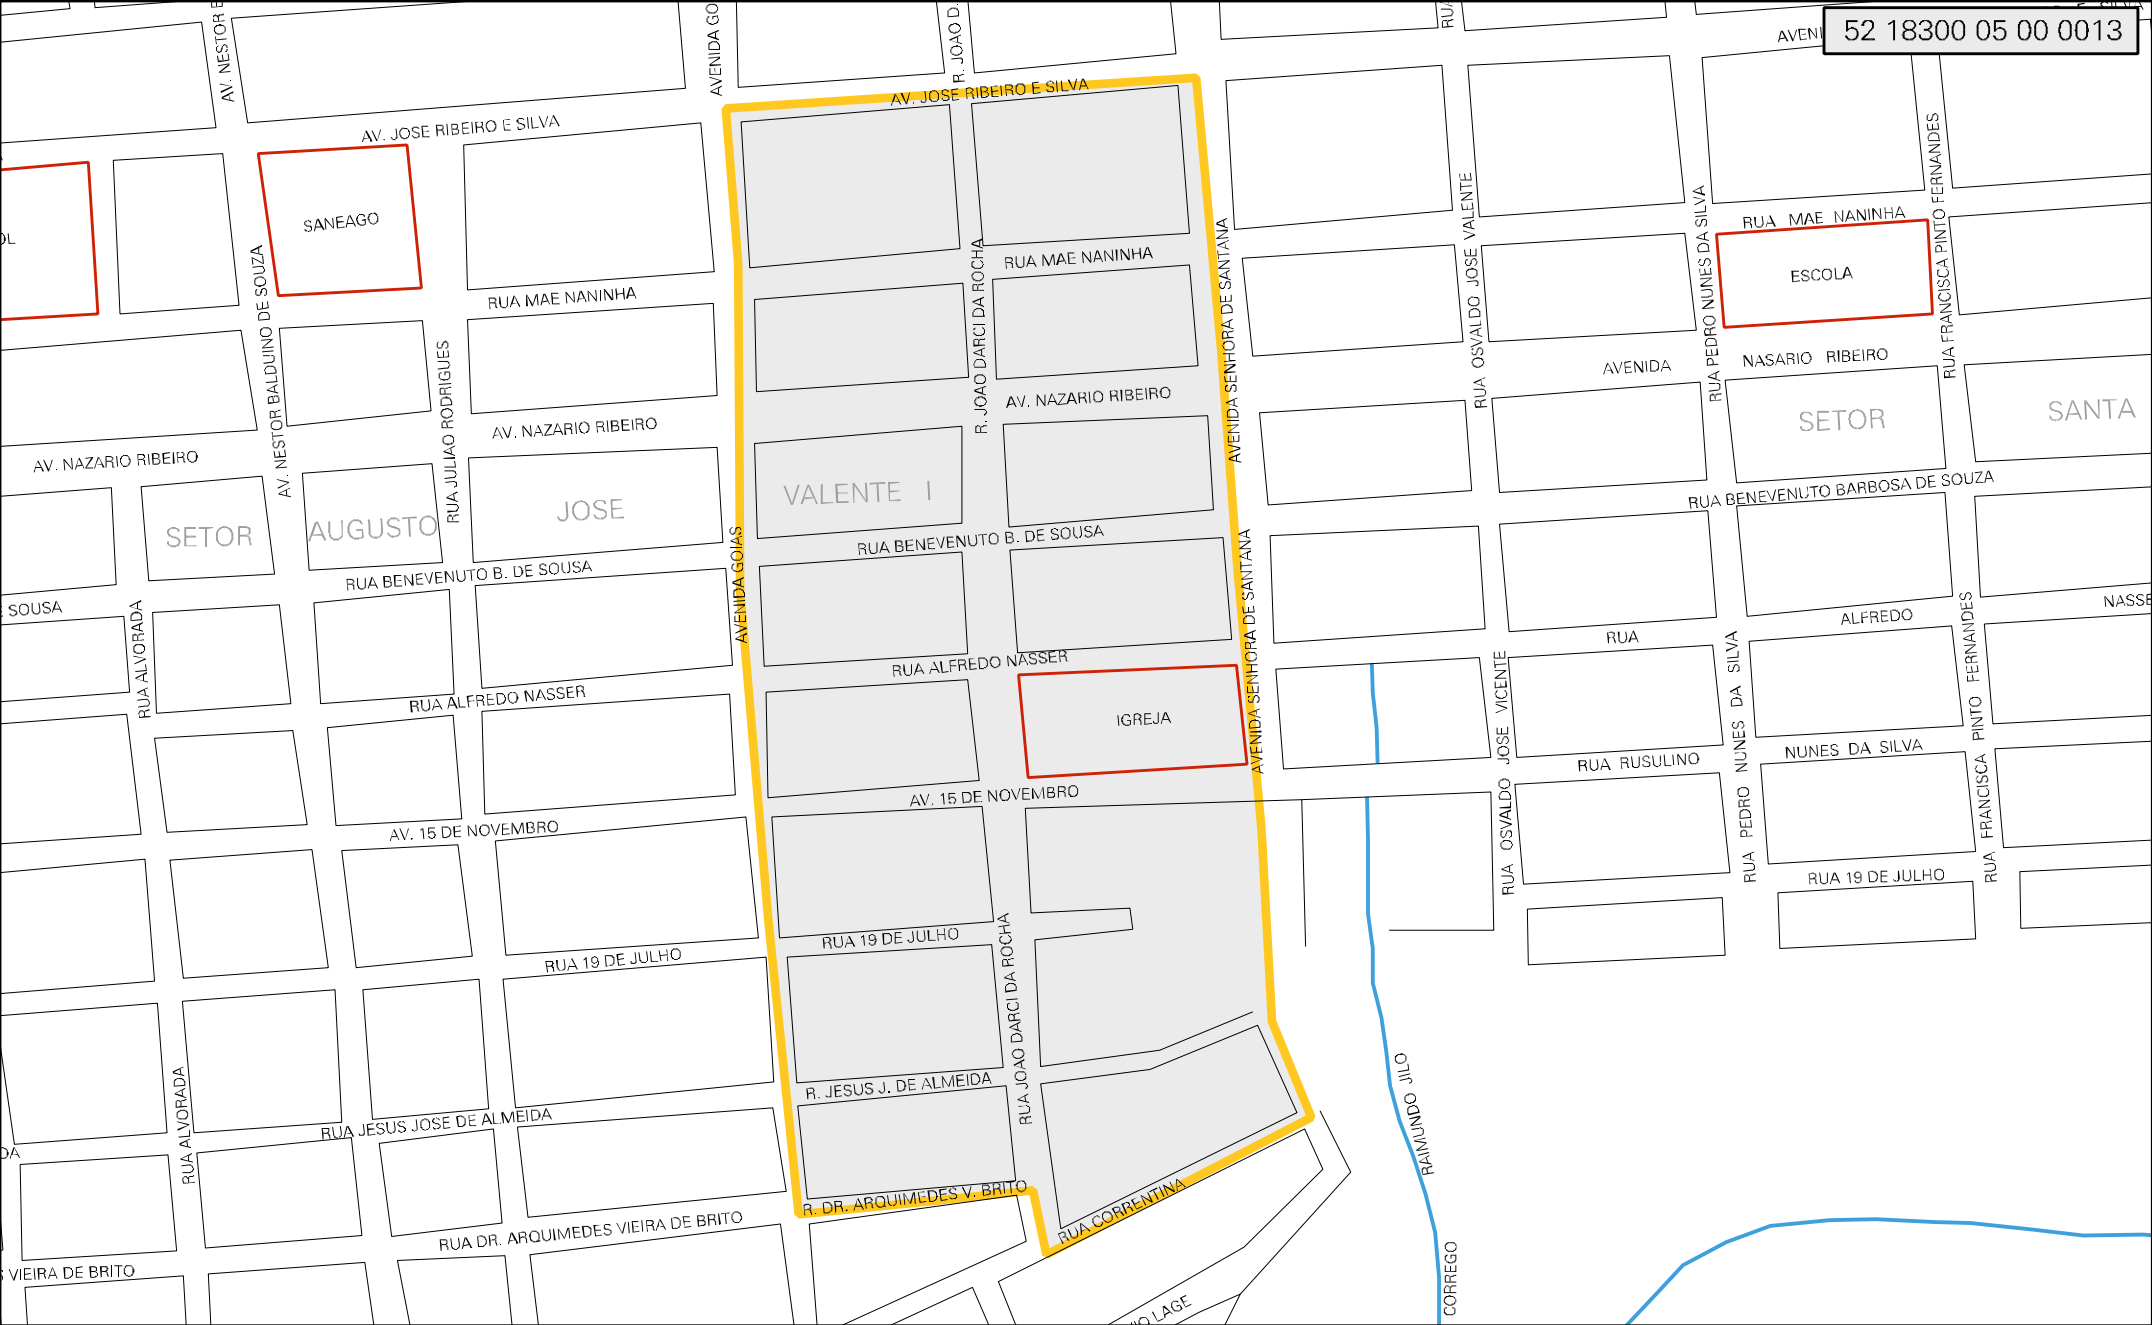 52 18300 05 00 0013
AV. NESTOR
AVENIDA GO
R. JOAO D.
RUA
AVENI
AV. JOSE RIBEIRO E SILVA
AV. JOSE RIBEIRO E SILVA
SANEAGO
OL
RUA MAE NANINHA
RUA MAE NANINHA
RUA MAE NANINHA
ESCOLA
AV. NESTOR BALDUINO DE SOUZA
RUA JULIAO RODRIGUES
R. JOAO DARCI DA ROCHA
AVENIDA SENHORA DE SANTANA
RUA OSVALDO JOSE VALENTE
RUA PEDRO NUNES DA SILVA
RUA FRANCISCA PINTO FERNANDES
AVENIDA NASARIO RIBEIRO
AV. NAZARIO RIBEIRO
AV. NAZARIO RIBEIRO
AV. NAZARIO RIBEIRO
SETOR AUGUSTO JOSE VALENTE I
SETOR SANTA
RUA BENEVENUTO BARBOSA DE SOUZA
RUA BENEVENUTO B. DE SOUSA
RUA BENEVENUTO B. DE SOUSA
E SOUSA
AVENIDA GOIAS
AVENIDA SENHORA DE SANTANA
RUA ALVORADA
RUA ALFREDO NASSE
RUA ALFREDO NASSER
RUA ALFREDO NASSER
IGREJA
RUA OSVALDO JOSE VICENTE
RUA PEDRO NUNES DA SILVA
RUA FRANCISCA PINTO FERNANDES
RUA RUSULINO NUNES DA SILVA
AV. 15 DE NOVEMBRO
AV. 15 DE NOVEMBRO
RUA 19 DE JULHO
RUA 19 DE JULHO
RUA 19 DE JULHO
RUA JOAO DARCI DA ROCHA
RUA ALVORADA
R. JESUS J. DE ALMEIDA
RUA JESUS JOSE DE ALMEIDA
DA
R. DR. ARQUIMEDES V. BRITO
RUA DR. ARQUIMEDES VIEIRA DE BRITO
S VIEIRA DE BRITO
RUA CORRENTINA
CORREGO RAIMUNDO JILO
LAGE